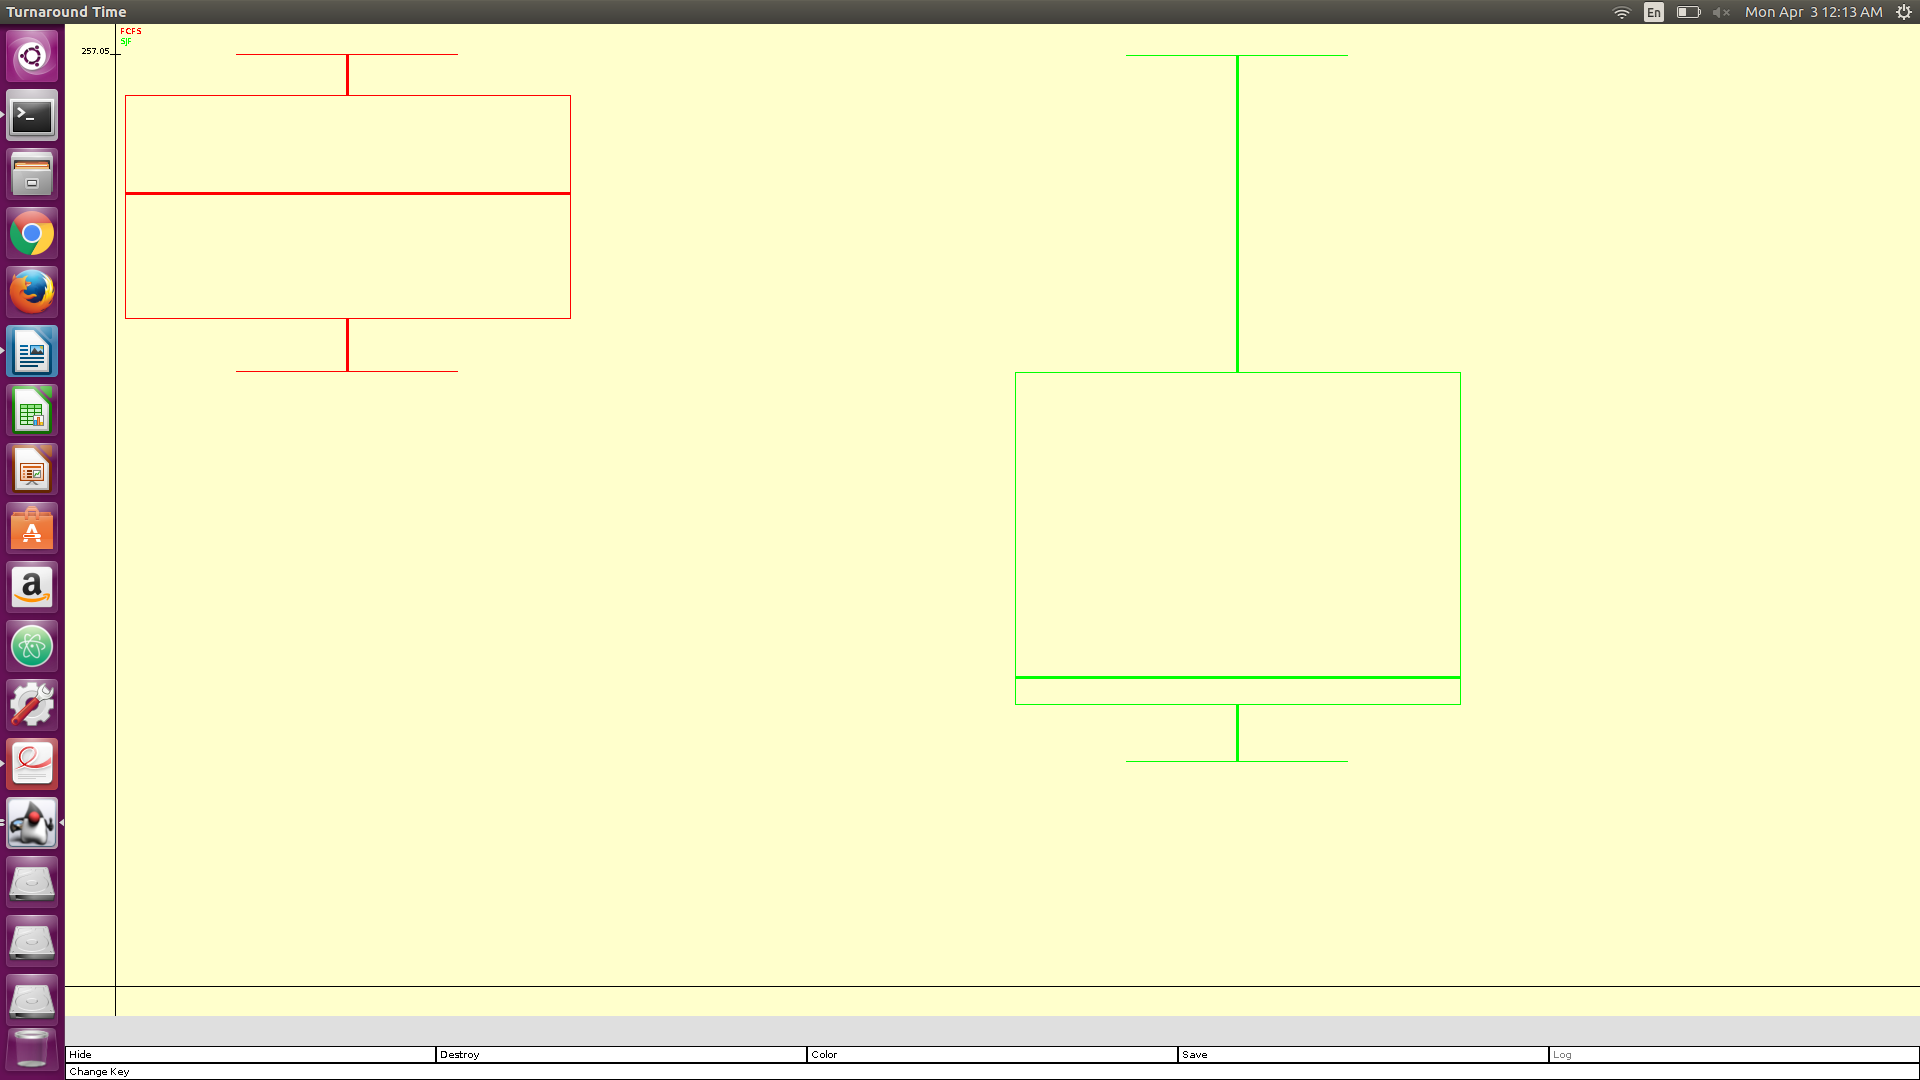 Turnaround Time
En
Mon Apr 3 12:13 AM
FCFS
SJF
257.05
Hide
Destroy
Color
Save
Log
Change Key